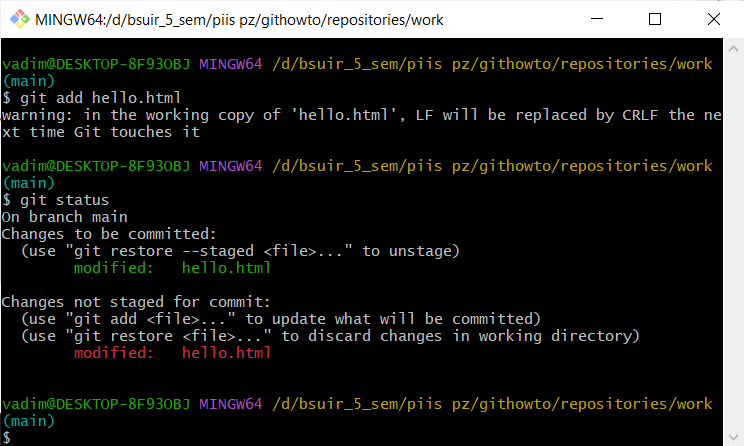 MINGW64:/d/bsuir_5_sem/piis pz/githowto/repositories/work
vadim@DESKTOP-8F93OBJ MINGW64 /d/bsuir_5_sem/piis pz/githowto/repositories/work
(main)
$ git add hello.html
warning: in the working copy of 'hello.html', LF will be replaced by CRLF the ne
xt time Git touches it
vadim@DESKTOP-8F93OBJ MINGW64 /d/bsuir_5_sem/piis pz/githowto/repositories/work
(main)
$ git status
On branch main
Changes to be committed:
  (use "git restore --staged <file>..." to unstage)
        modified:   hello.html
Changes not staged for commit:
  (use "git add <file>..." to update what will be committed)
  (use "git restore <file>..." to discard changes in working directory)
        modified:   hello.html
vadim@DESKTOP-8F93OBJ MINGW64 /d/bsuir_5_sem/piis pz/githowto/repositories/work
(main)
$